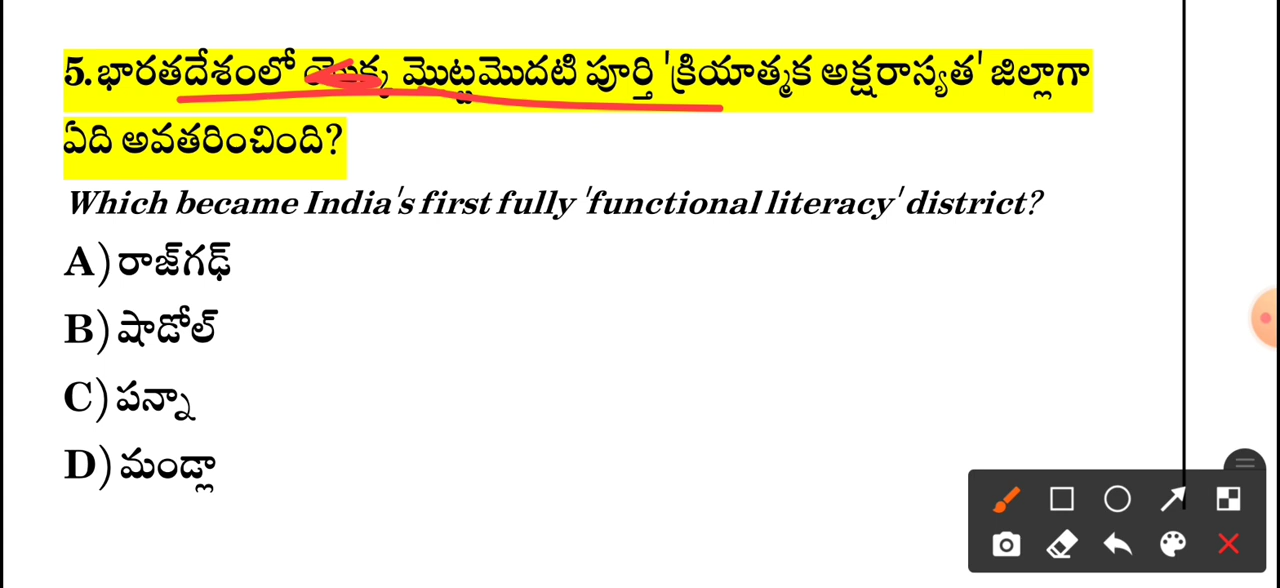 5. భారతదేశంలో యొక్క మొట్టమొదటి పూర్తి 'క్రియాత్మక అక్షరాస్యత' జిల్లాగా
ఏది అవతరించింది?
Which became India's first fully 'functional literacy' district?
A) రాజ్‌గఢ్
B) షాడోల్
C) పన్నా
D) మండ్లా